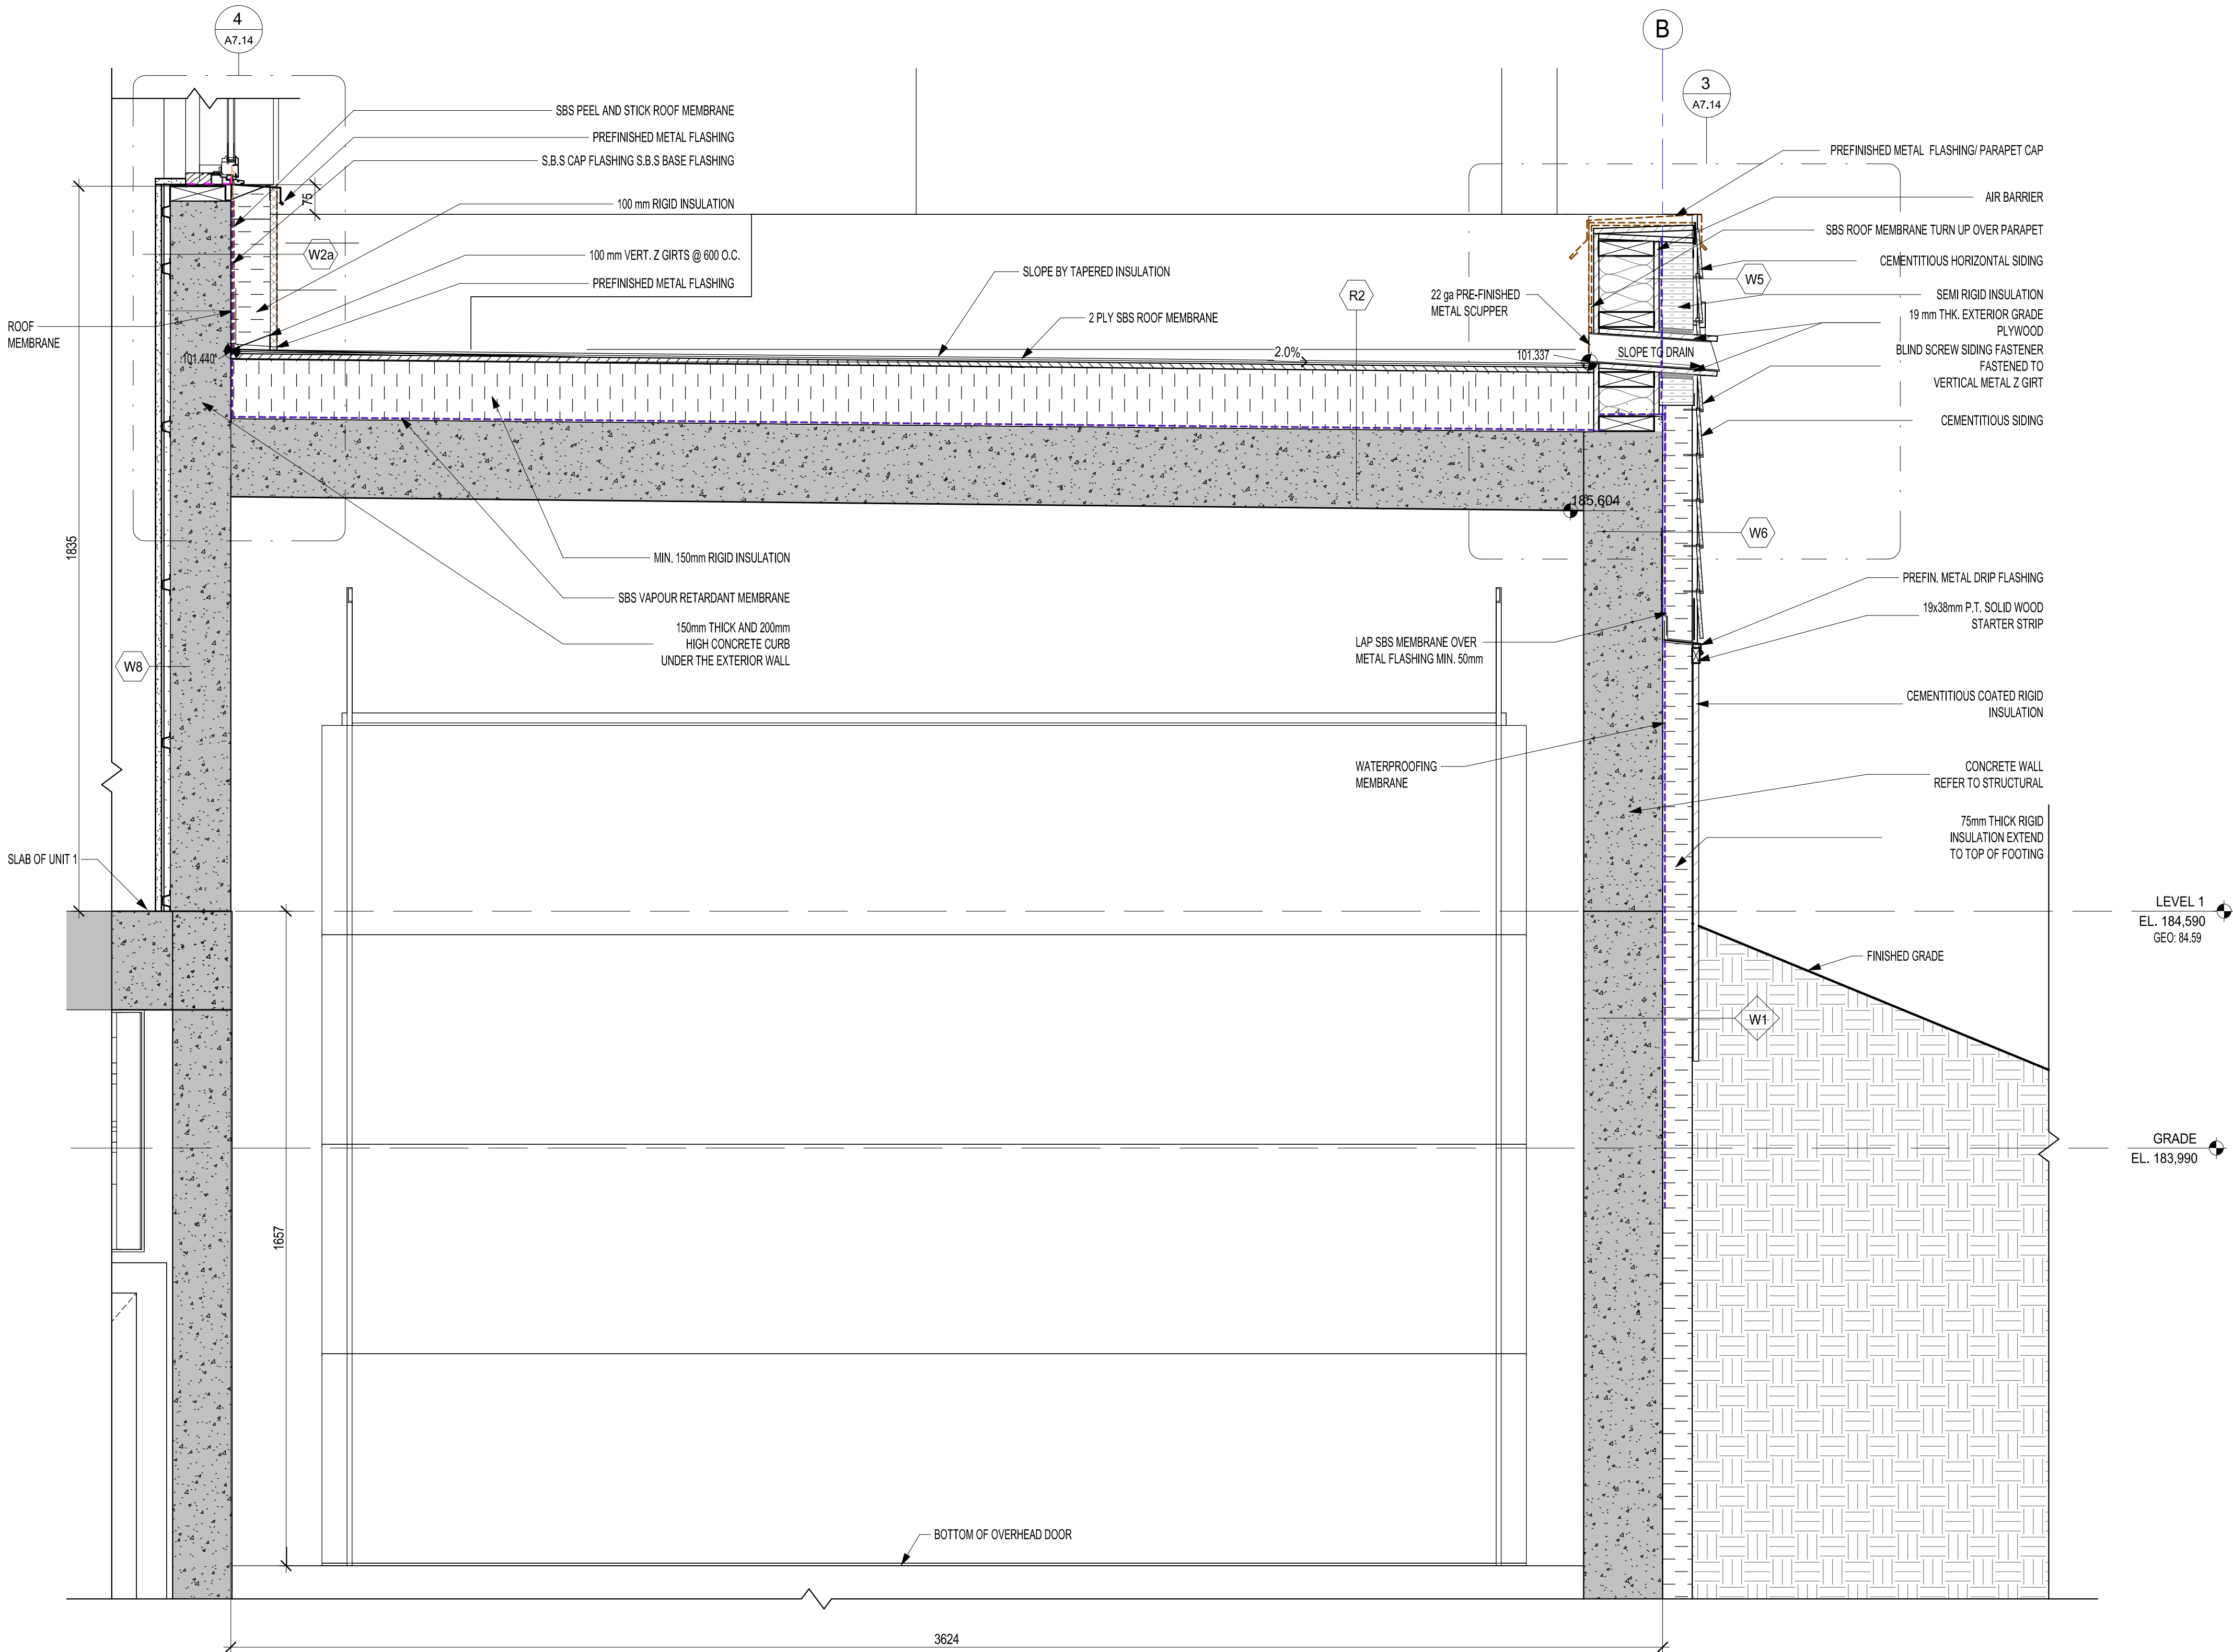 4
A7.14
B
3
A7.14
SBS PEEL AND STICK ROOF MEMBRANE
PREFINISHED METAL FLASHING
S.B.S CAP FLASHING S.B.S BASE FLASHING
75
100 mm RIGID INSULATION
W2a
100 mm VERT. Z GIRTS @ 600 O.C.
PREFINISHED METAL FLASHING
ROOF
MEMBRANE
101.440
SLOPE BY TAPERED INSULATION
2 PLY SBS ROOF MEMBRANE
R2
22 ga PRE-FINISHED
METAL SCUPPER
2.0%
101.337
SLOPE TO DRAIN
PREFINISHED METAL FLASHING/ PARAPET CAP
AIR BARRIER
SBS ROOF MEMBRANE TURN UP OVER PARAPET
CEMENTITIOUS HORIZONTAL SIDING
W5
SEMI RIGID INSULATION
19 mm THK. EXTERIOR GRADE
PLYWOOD
BLIND SCREW SIDING FASTENER
FASTENED TO
VERTICAL METAL Z GIRT
CEMENTITIOUS SIDING
185.604
W6
1835
MIN. 150mm RIGID INSULATION
SBS VAPOUR RETARDANT MEMBRANE
150mm THICK AND 200mm
HIGH CONCRETE CURB
UNDER THE EXTERIOR WALL
W8
PREFIN. METAL DRIP FLASHING
19x38mm P.T. SOLID WOOD
STARTER STRIP
LAP SBS MEMBRANE OVER
METAL FLASHING MIN. 50mm
CEMENTITIOUS COATED RIGID
INSULATION
WATERPROOFING
MEMBRANE
CONCRETE WALL
REFER TO STRUCTURAL
75mm THICK RIGID
INSULATION EXTEND
TO TOP OF FOOTING
SLAB OF UNIT 1
LEVEL 1
EL. 184,590
GEO: 84.59
FINISHED GRADE
W1
GRADE
EL. 183,990
1657
BOTTOM OF OVERHEAD DOOR
3624